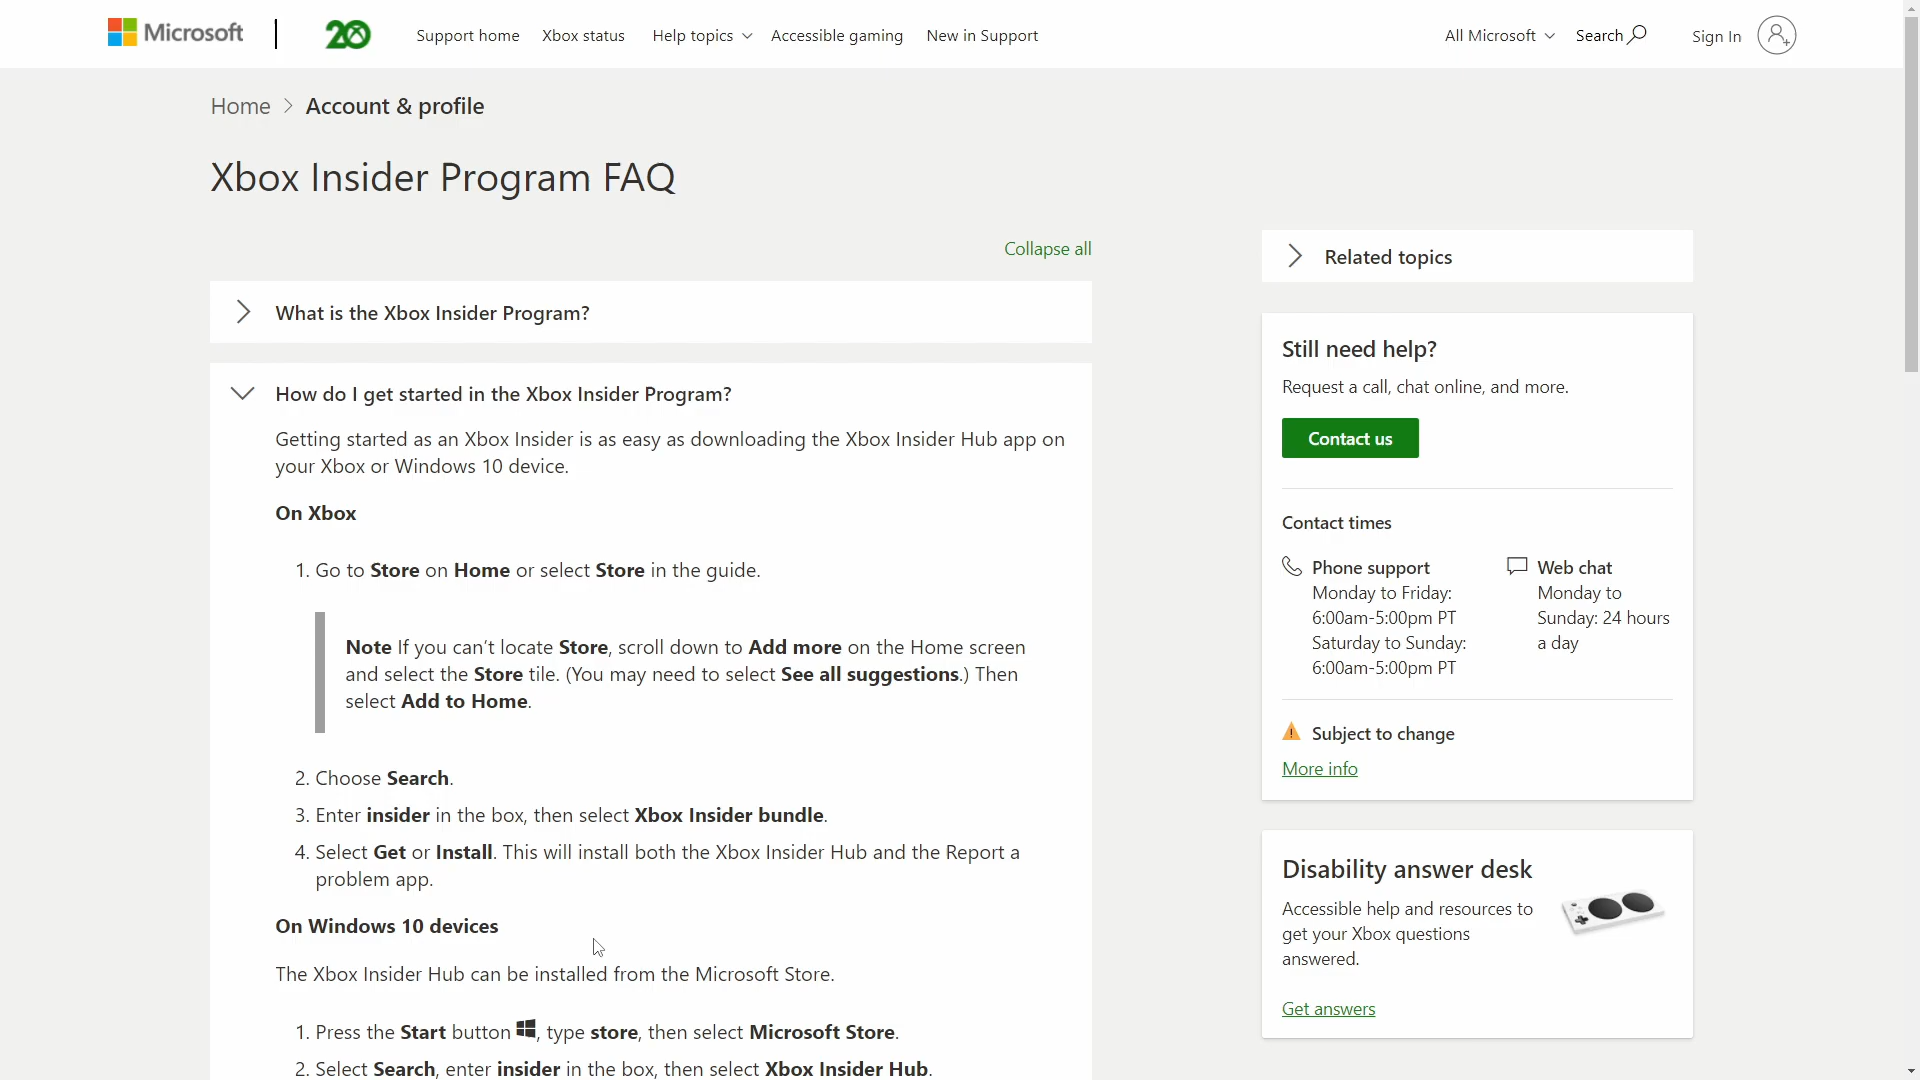 Microsoft
20
Support home
Xbox status
Help topics
Accessible gaming
New in Support
All Microsoft
Search
Sign In
Home > Account & profile
Xbox Insider Program FAQ
Collapse all
What is the Xbox Insider Program?
How do I get started in the Xbox Insider Program?
Getting started as an Xbox Insider is as easy as downloading the Xbox Insider Hub app on
your Xbox or Windows 10 device.
On Xbox
1. Go to Store on Home or select Store in the guide.
Note If you can't locate Store, scroll down to Add more on the Home screen
and select the Store tile. (You may need to select See all suggestions.) Then
select Add to Home.
2. Choose Search.
3. Enter insider in the box, then select Xbox Insider bundle.
4. Select Get or Install. This will install both the Xbox Insider Hub and the Report a
problem app.
On Windows 10 devices
The Xbox Insider Hub can be installed from the Microsoft Store.
1. Press the Start button , type store, then select Microsoft Store.
2. Select Search, enter insider in the box, then select Xbox Insider Hub.
Related topics
Still need help?
Request a call, chat online, and more.
Contact us
Contact times
Phone support
Monday to Friday:
6:00am-5:00pm PT
Saturday to Sunday:
6:00am-5:00pm PT
Web chat
Monday to
Sunday: 24 hours
a day
Subject to change
More info
Disability answer desk
Accessible help and resources to
get your Xbox questions
answered.
Get answers